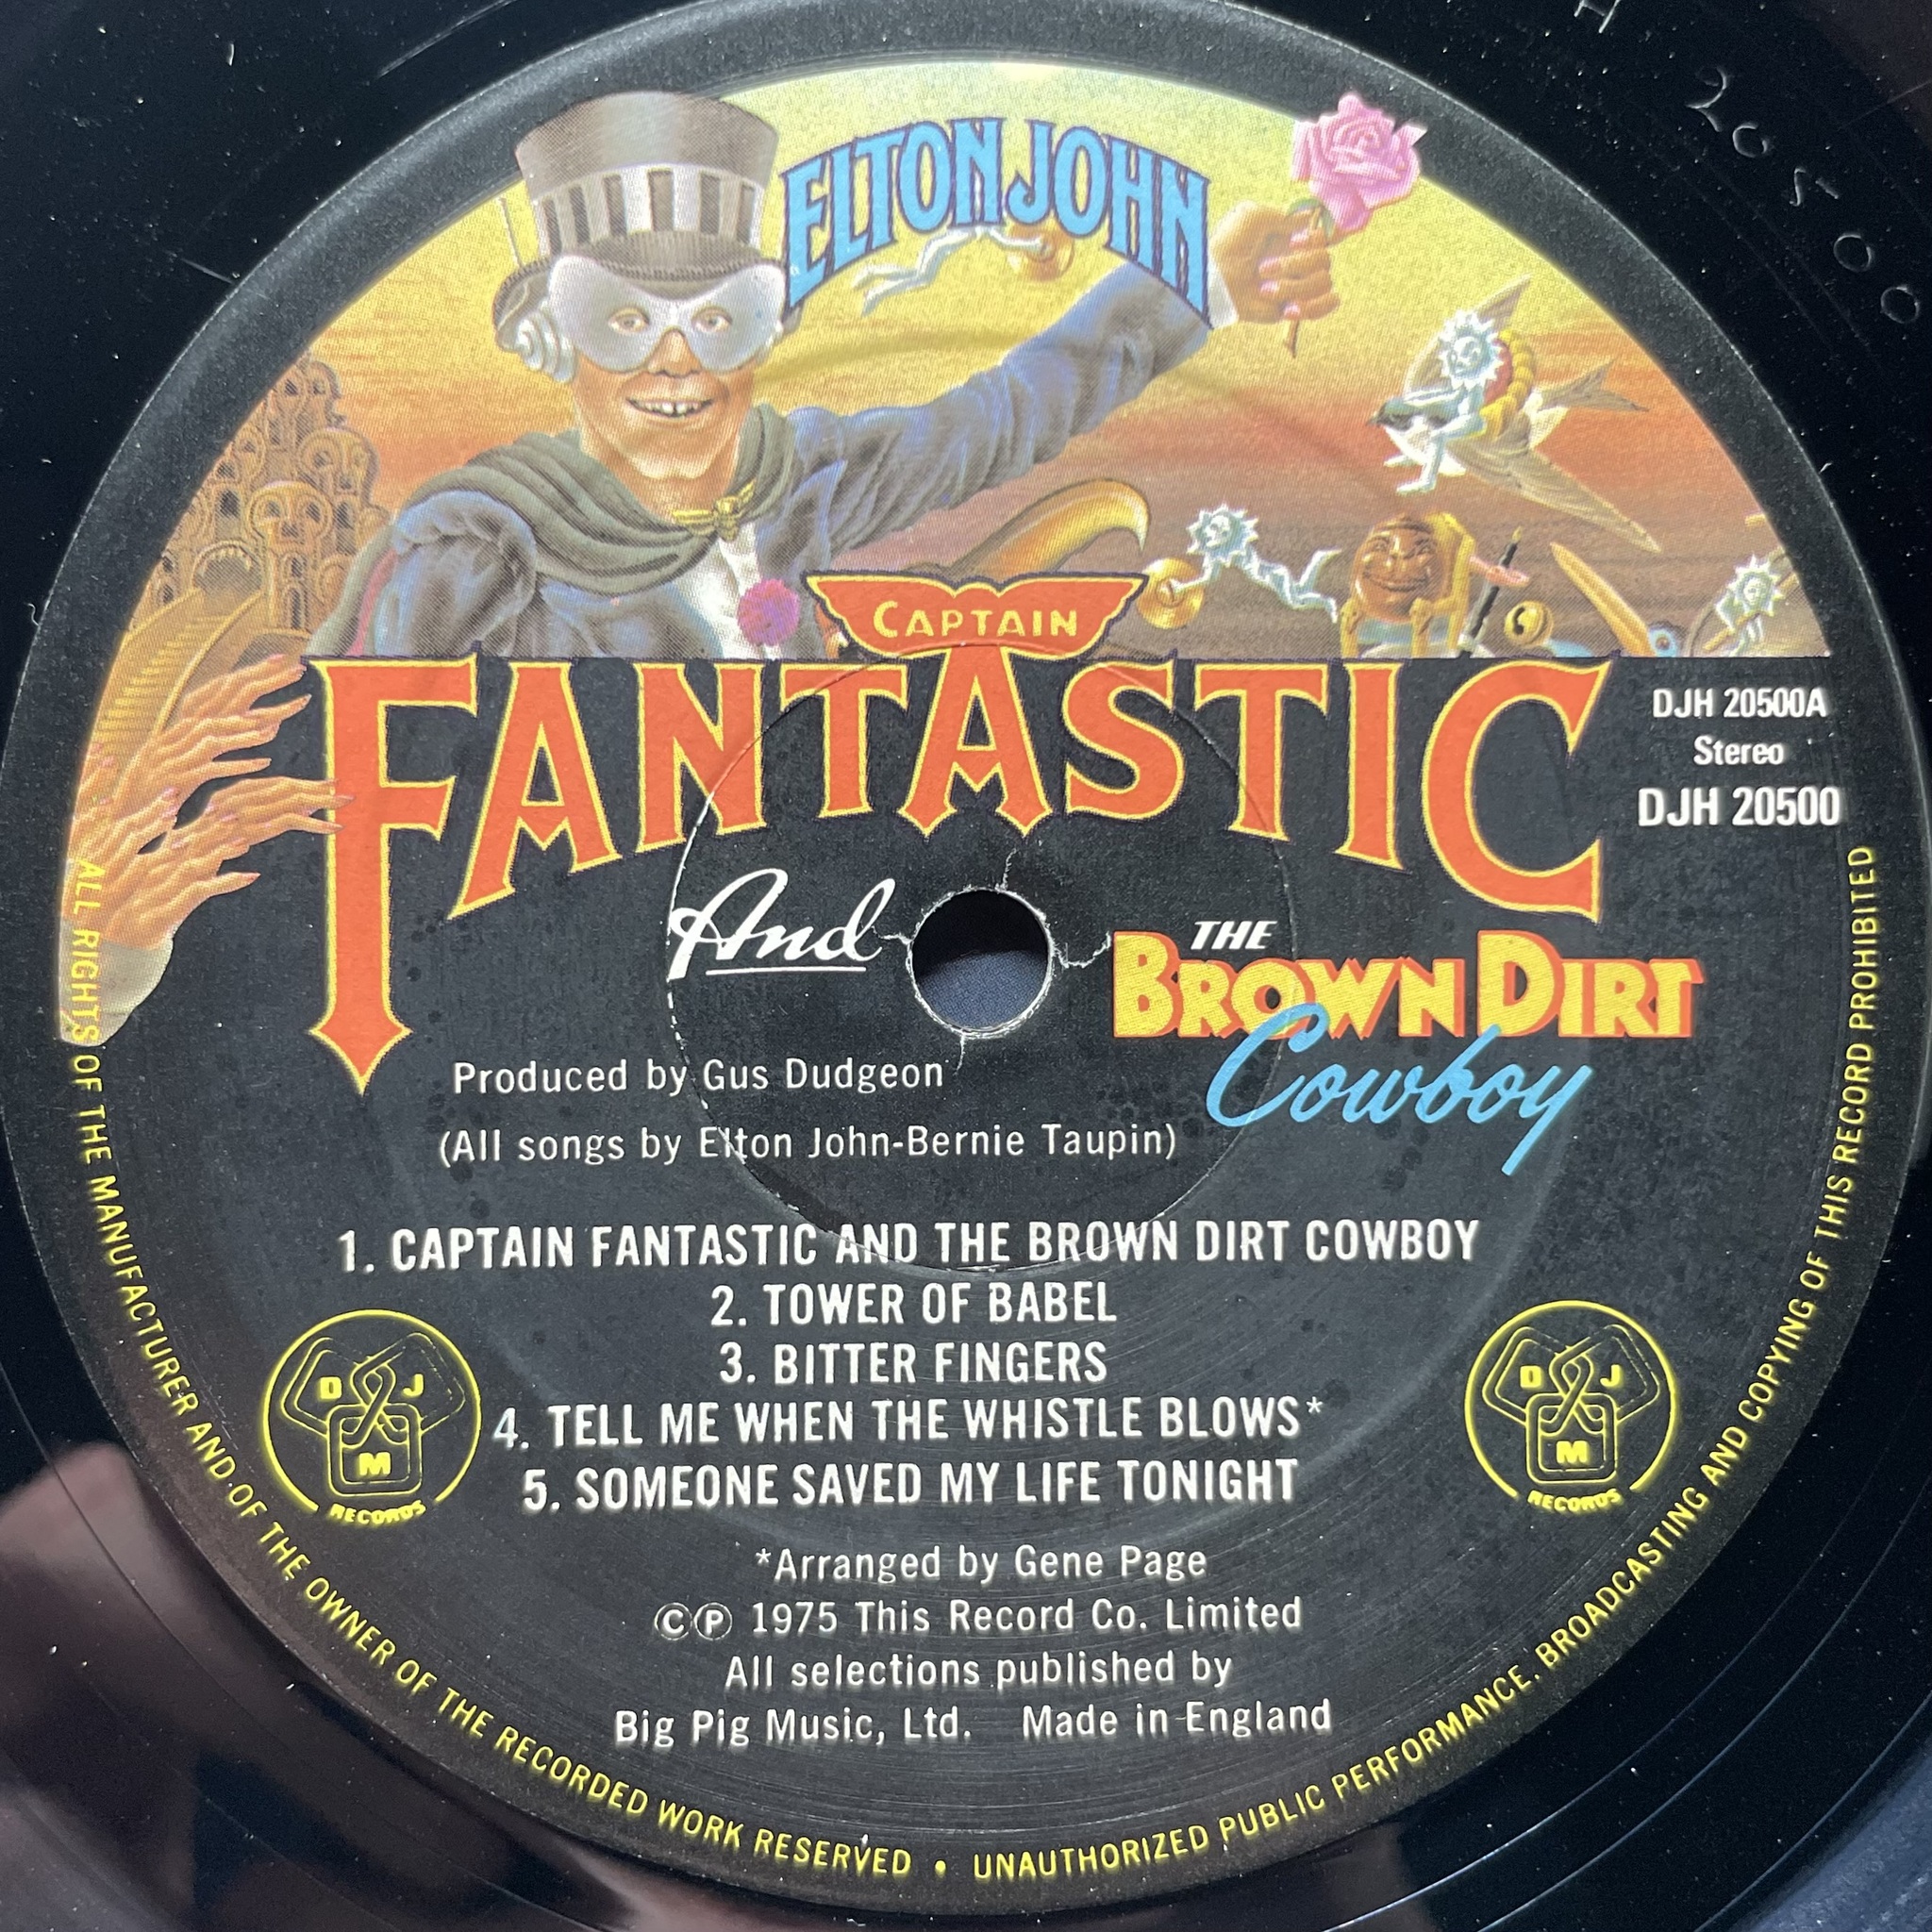 ELTON JOHN
CAPTAIN
FANTASTIC
DJH 20500A
Stereo
DJH 20500
And
THE
BROWN DIRT
Cowboy
Produced by Gus Dudgeon
(All songs by Elton John-Bernie Taupin)
1. CAPTAIN FANTASTIC AND THE BROWN DIRT COWBOY
2. TOWER OF BABEL
3. BITTER FINGERS
4. TELL ME WHEN THE WHISTLE BLOWS*
5. SOMEONE SAVED MY LIFE TONIGHT
D J
M
RECORDS
D J
M
RECORDS
*Arranged by Gene Page
©℗ 1975 This Record Co. Limited
All selections published by
Big Pig Music, Ltd. Made in England
ALL RIGHTS OF THE MANUFACTURER AND OF THE OWNER OF THE RECORDED WORK RESERVED • UNAUTHORIZED PUBLIC PERFORMANCE, BROADCASTING AND COPYING OF THIS RECORD PROHIBITED
20500